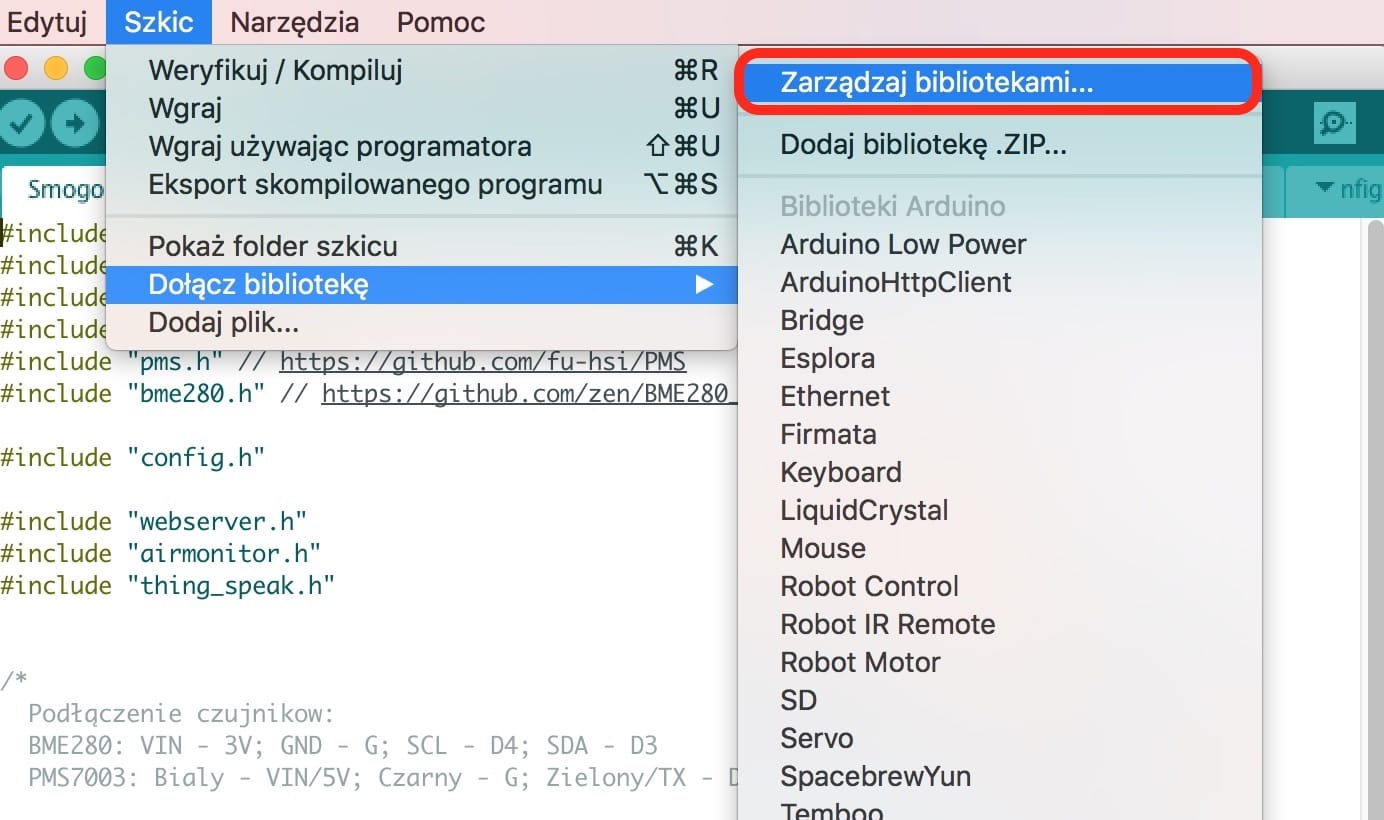 Edytuj Szkic Narzędzia Pomoc
Weryfikuj / Kompiluj ⌘R
Wgraj ⌘U
Wgraj używając programatora ⇧⌘U
Eksport skompilowanego programu ⌥⌘S
Pokaż folder szkicu ⌘K
Dołącz bibliotekę ▶
Dodaj plik...
Zarządzaj bibliotekami...
Dodaj bibliotekę .ZIP...
Biblioteki Arduino
Arduino Low Power
ArduinoHttpClient
Bridge
Esplora
Ethernet
Firmata
Keyboard
LiquidCrystal
Mouse
Robot Control
Robot IR Remote
Robot Motor
SD
Servo
SpacebrewYun
Temboo
Smogo
nfig
#include
#include
#include
#include
#include "pms.h" // https://github.com/fu-hsi/PMS
#include "bme280.h" // https://github.com/zen/BME280_
#include "config.h"
#include "webserver.h"
#include "airmonitor.h"
#include "thing_speak.h"
/*
Podłączenie czujnikow:
BME280: VIN - 3V; GND - G; SCL - D4; SDA - D3
PMS7003: Bialy - VIN/5V; Czarny - G; Zielony/TX - D